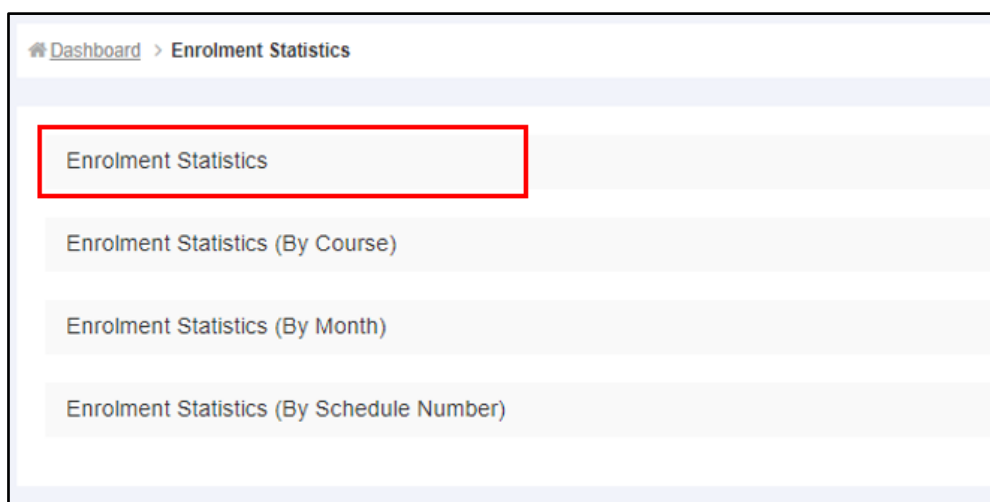 Dashboard > Enrolment Statistics
Enrolment Statistics
Enrolment Statistics (By Course)
Enrolment Statistics (By Month)
Enrolment Statistics (By Schedule Number)